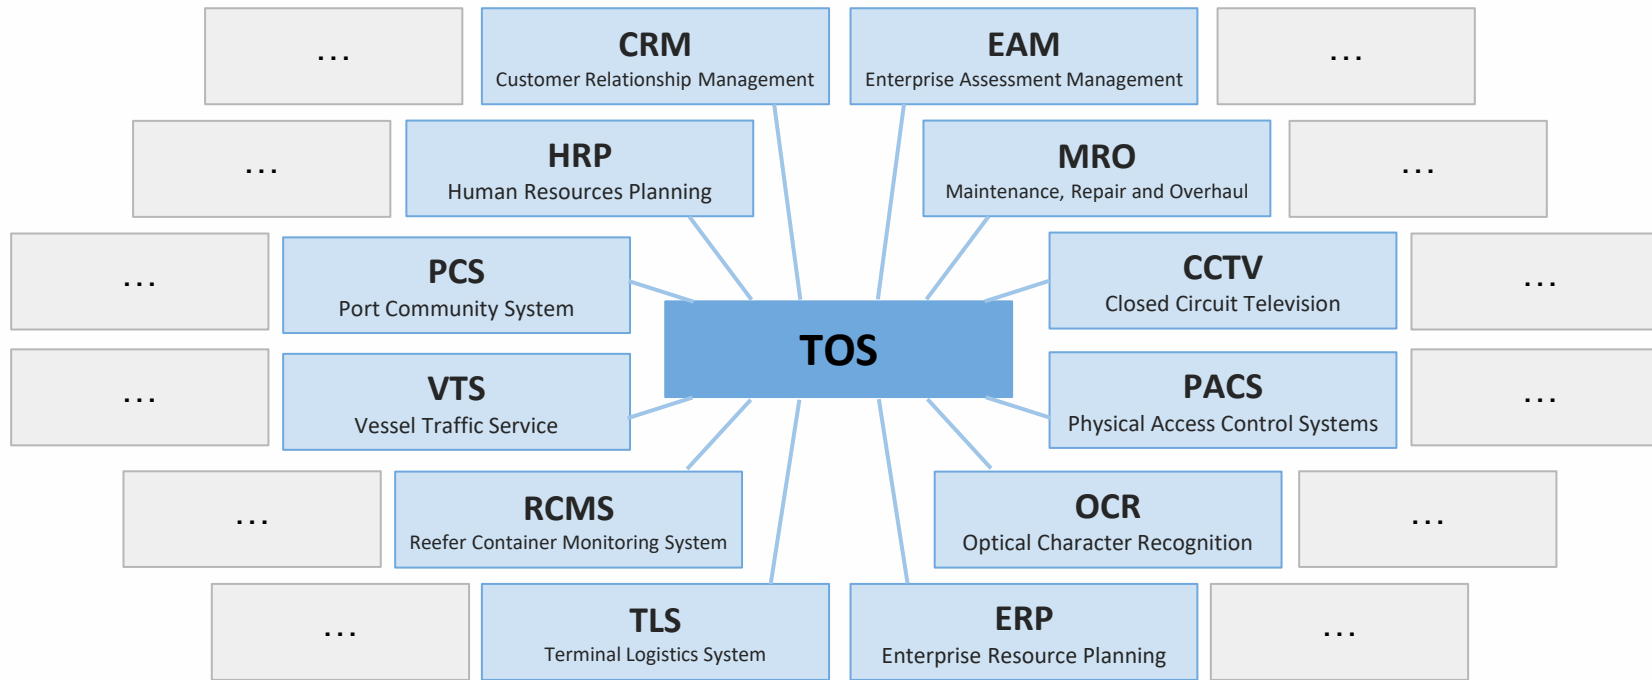 ...
CRM
Customer Relationship Management
EAM
Enterprise Assessment Management
...
...
HRP
Human Resources Planning
MRO
Maintenance, Repair and Overhaul
...
...
PCS
Port Community System
CCTV
Closed Circuit Television
...
TOS
...
VTS
Vessel Traffic Service
PACS
Physical Access Control Systems
...
...
RCMS
Reefer Container Monitoring System
OCR
Optical Character Recognition
...
...
TLS
Terminal Logistics System
ERP
Enterprise Resource Planning
...